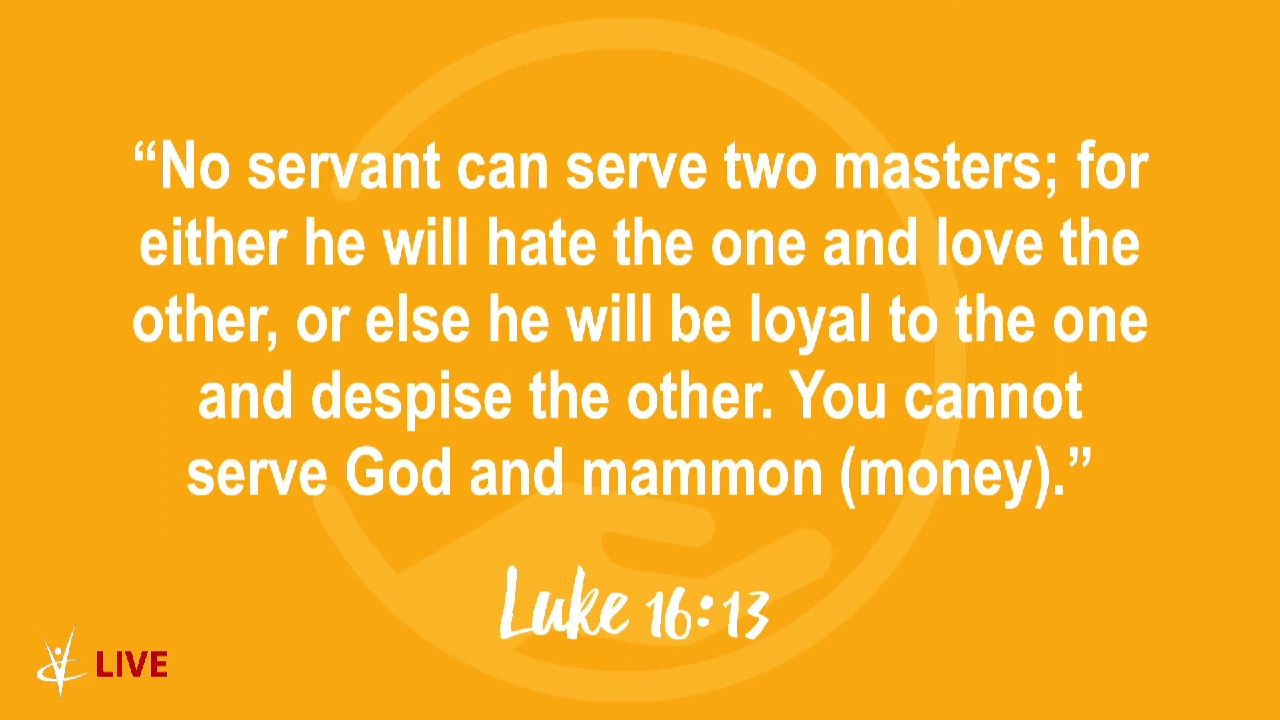 “No servant can serve two masters; for
either he will hate the one and love the
other, or else he will be loyal to the one
and despise the other. You cannot
serve God and mammon (money).”
Luke 16:13
LIVE